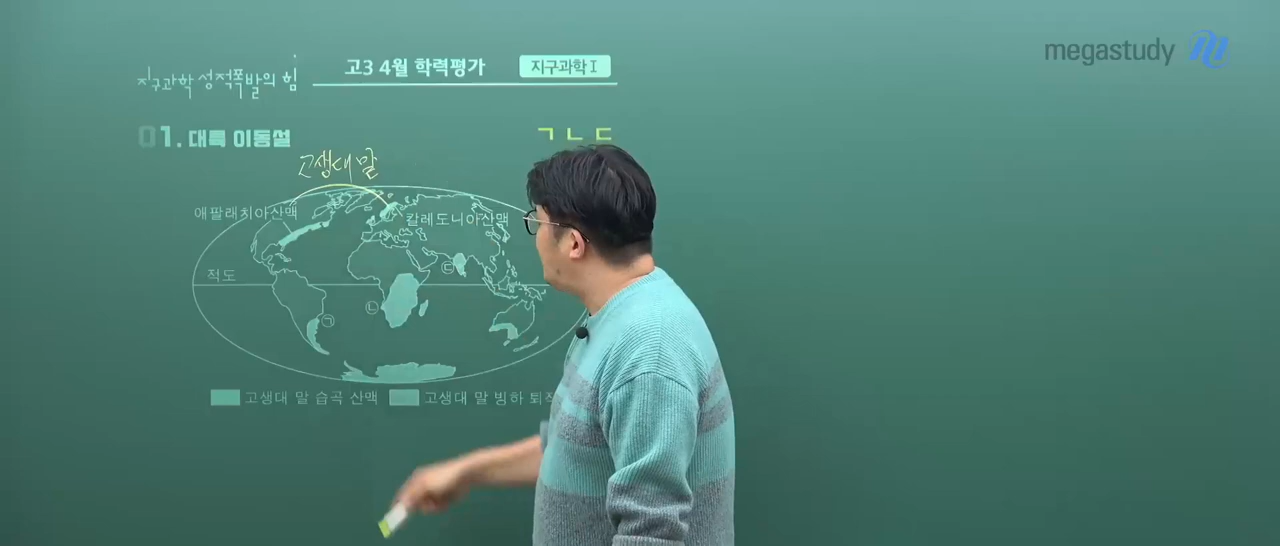 megastudy
지구과학 성적폭발의 힘
고3 4월 학력평가
지구과학 I
01. 대륙 이동설
ㄱ ㄴ ㄷ
고생대 말
애팔래치아산맥
칼레도니아산맥
적도
㉠
㉡
㉢
고생대 말 습곡 산맥
고생대 말 빙하 퇴적